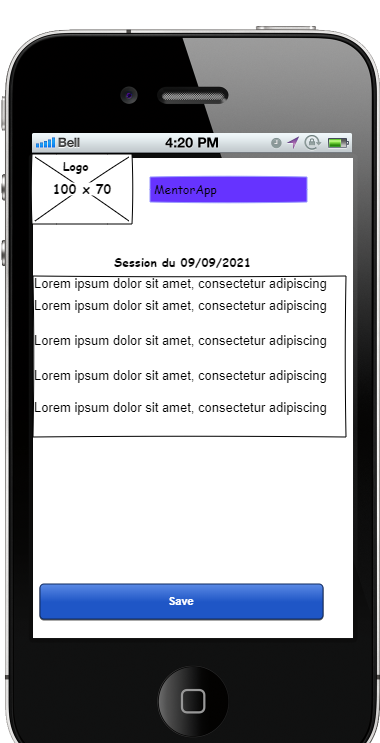 Bell 4:20 PM
Logo
100 x 70
MentorApp
Session du 09/09/2021
Lorem ipsum dolor sit amet, consectetur adipiscing
Lorem ipsum dolor sit amet, consectetur adipiscing
Lorem ipsum dolor sit amet, consectetur adipiscing
Lorem ipsum dolor sit amet, consectetur adipiscing
Lorem ipsum dolor sit amet, consectetur adipiscing
Save